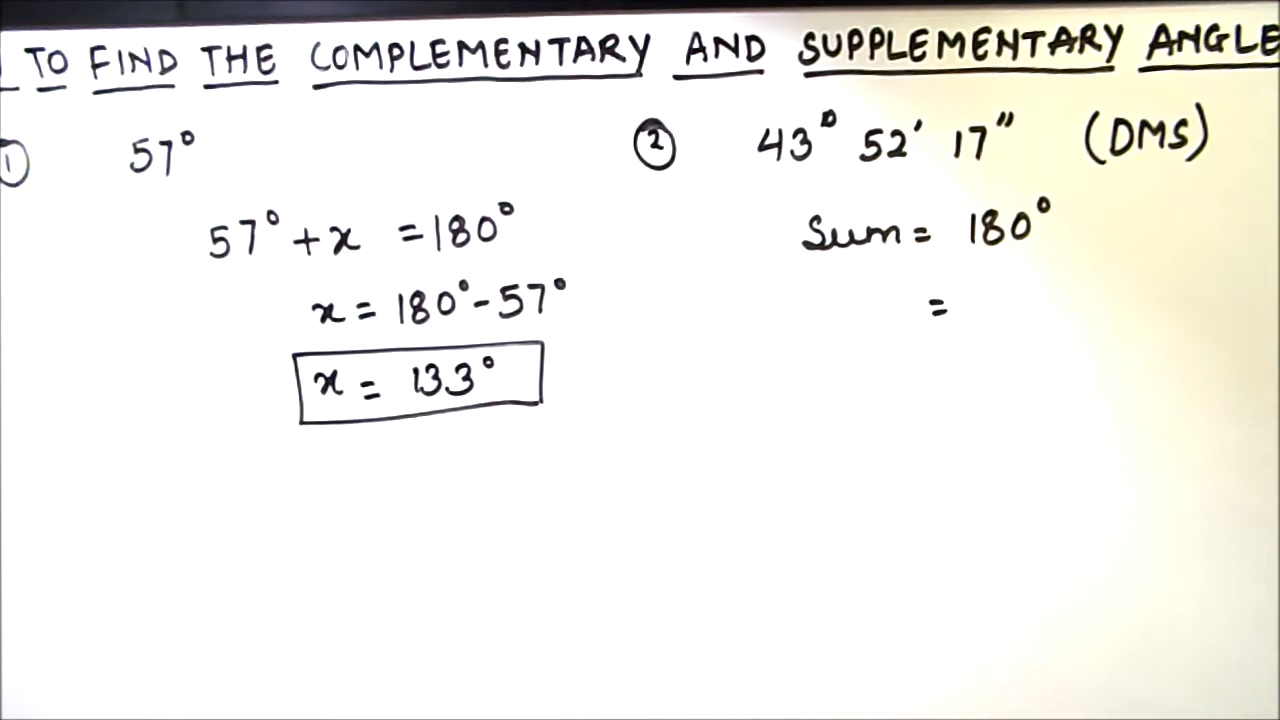 TO FIND THE COMPLEMENTARY AND SUPPLEMENTARY ANGLE
1 57°
57° + x = 180°
x = 180° - 57°
x = 133°
2 43° 52' 17" (DMS)
Sum = 180°
=